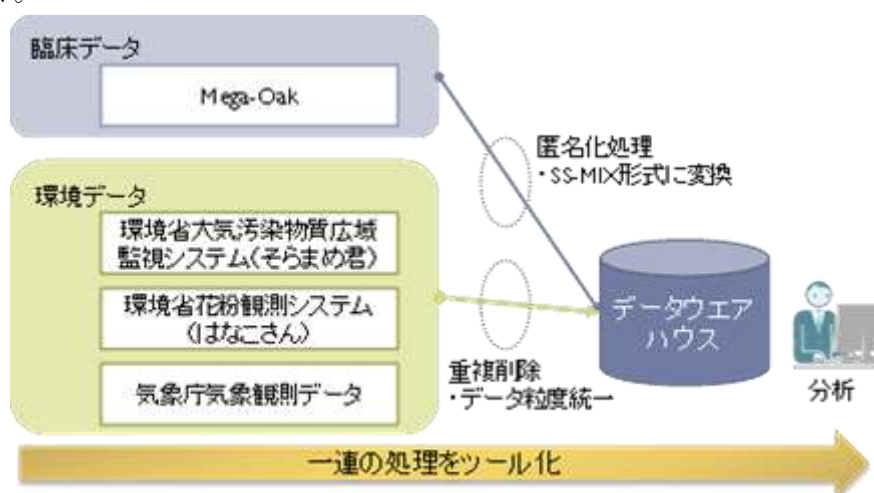 い。
臨床データ
Mega-Oak
匿名化処理
・SS-MIX形式に変換
環境データ
環境省大気汚染物質広域
監視システム(そらまめ君)
環境省花粉観測システム
(はなこさん)
気象庁気象観測データ
重複削除
・データ粒度統一
データウエア
ハウス
分析
一連の処理をツール化